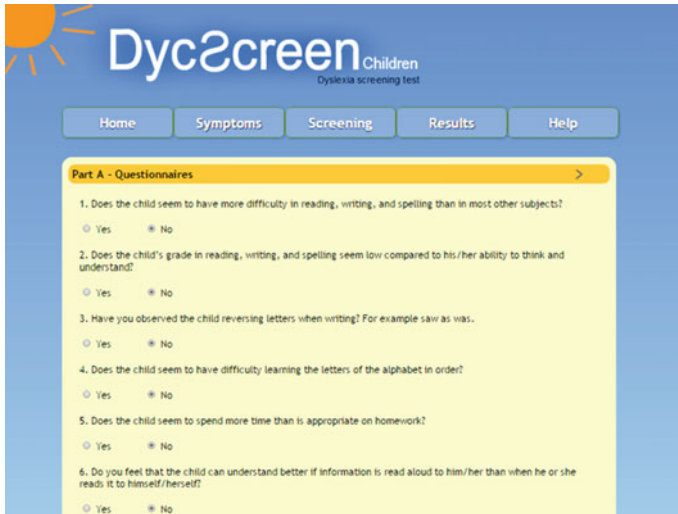 DycScreen Children
Dyslexia screening test
Home Symptoms Screening Results Help
Part A - Questionnaires >
1. Does the child seem to have more difficulty in reading, writing, and spelling than in most other subjects?
Yes No
2. Does the child's grade in reading, writing, and spelling seem low compared to his/her ability to think and
understand?
Yes No
3. Have you observed the child reversing letters when writing? For example saw as was.
Yes No
4. Does the child seem to have difficulty learning the letters of the alphabet in order?
Yes No
5. Does the child seem to spend more time than is appropriate on homework?
Yes No
6. Do you feel that the child can understand better if information is read aloud to him/her than when he or she
reads it to himself/herself?
Yes No